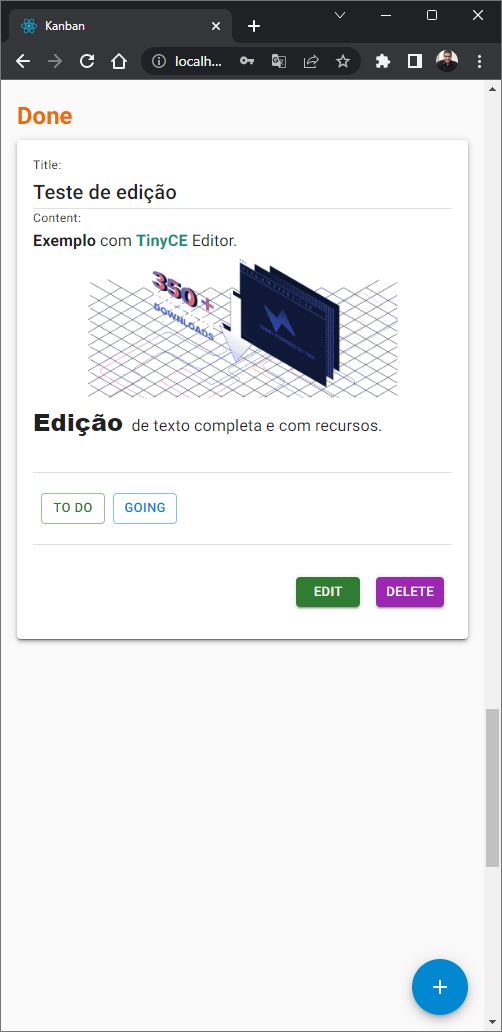 Kanban
localh...
Done
Title:
Teste de edição
Content:
Exemplo com TinyCE Editor.
350 +
DOWNLOADS
Edição de texto completa e com recursos.
TO DO
GOING
EDIT
DELETE